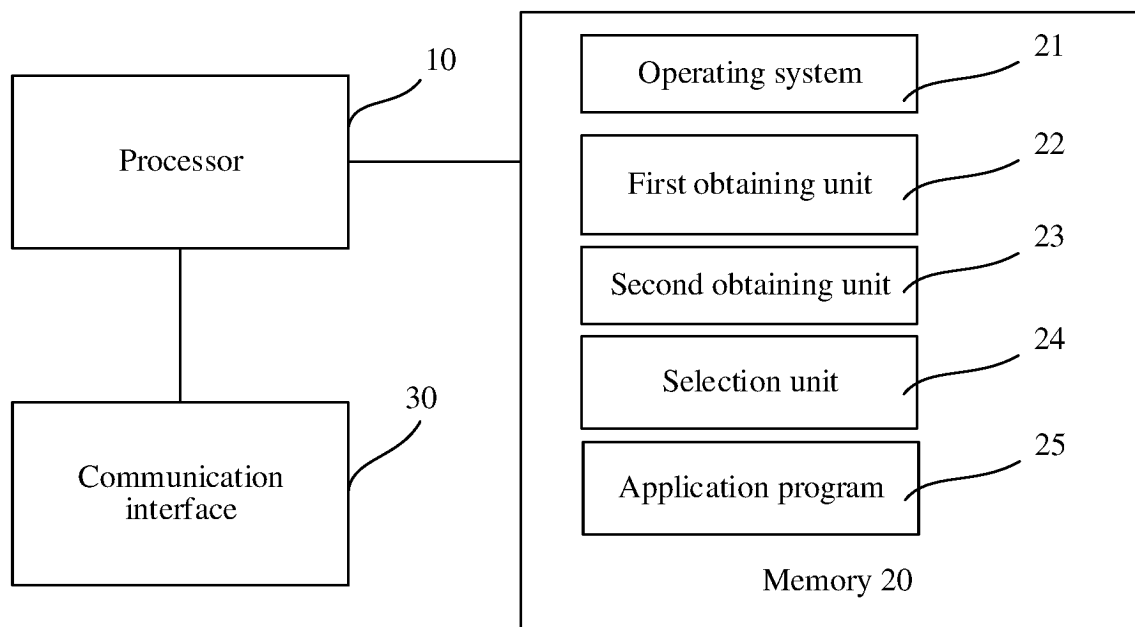 10
Processor
30
Communication
interface
Operating system
21
First obtaining unit
22
Second obtaining unit
23
Selection unit
24
Application program
25
Memory 20